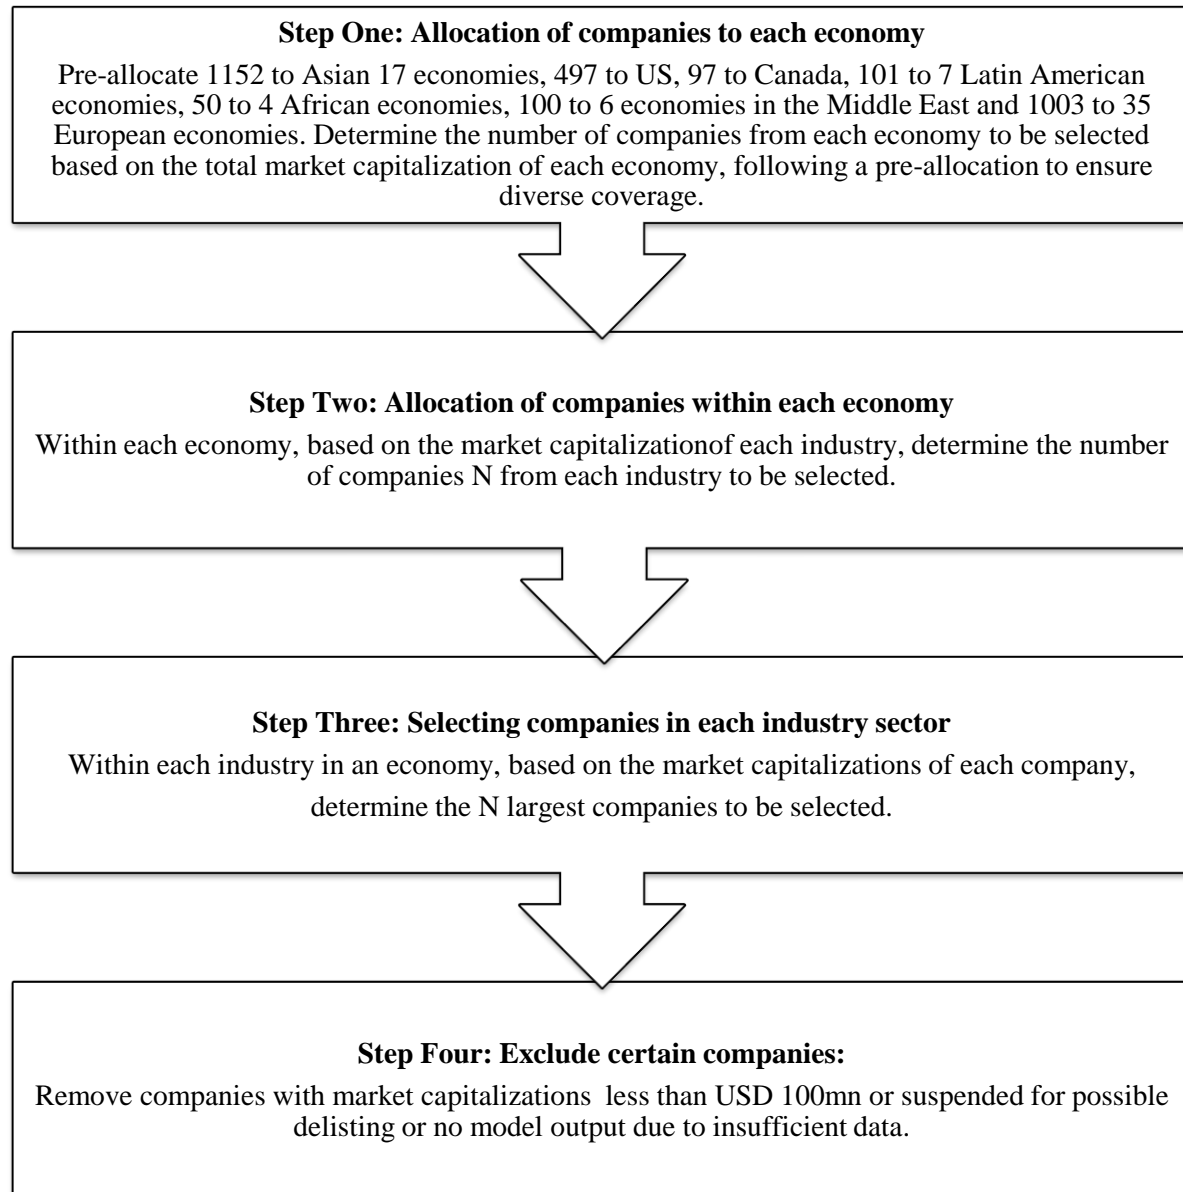 Step One: Allocation of companies to each economy
Pre-allocate 1152 to Asian 17 economies, 497 to US, 97 to Canada, 101 to 7 Latin American
economies, 50 to 4 African economies, 100 to 6 economies in the Middle East and 1003 to 35
European economies. Determine the number of companies from each economy to be selected
based on the total market capitalization of each economy, following a pre-allocation to ensure
diverse coverage.
Step Two: Allocation of companies within each economy
Within each economy, based on the market capitalizationof each industry, determine the number
of companies N from each industry to be selected.
Step Three: Selecting companies in each industry sector
Within each industry in an economy, based on the market capitalizations of each company,
determine the N largest companies to be selected.
Step Four: Exclude certain companies:
Remove companies with market capitalizations less than USD 100mn or suspended for possible
delisting or no model output due to insufficient data.